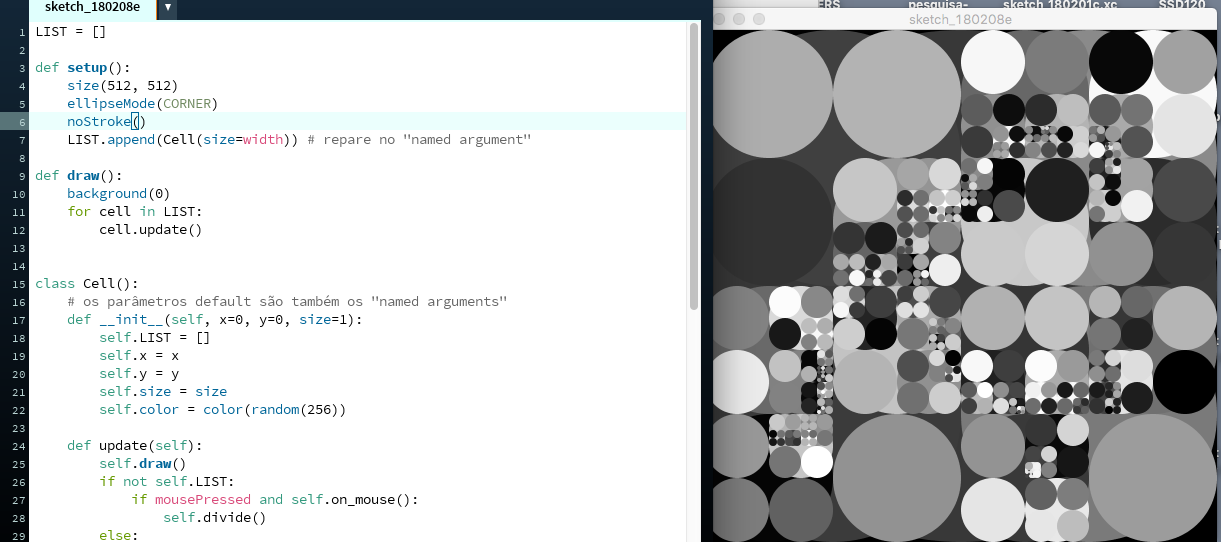 sketch_180208e ▼
1 LIST = []
2
3 def setup():
4     size(512, 512)
5     ellipseMode(CORNER)
6     noStroke()
7     LIST.append(Cell(size=width)) # repare no "named argument"
8
9 def draw():
10     background(0)
11     for cell in LIST:
12         cell.update()
13
14
15 class Cell():
16     # os parâmetros default são também os "named arguments"
17     def __init__(self, x=0, y=0, size=1):
18         self.LIST = []
19         self.x = x
20         self.y = y
21         self.size = size
22         self.color = color(random(256))
23
24     def update(self):
25         self.draw()
26         if not self.LIST:
27             if mousePressed and self.on_mouse():
28                 self.divide()
29         else:
ERS pesquisa- sketch_180201c.xc SSD120
sketch_180208e